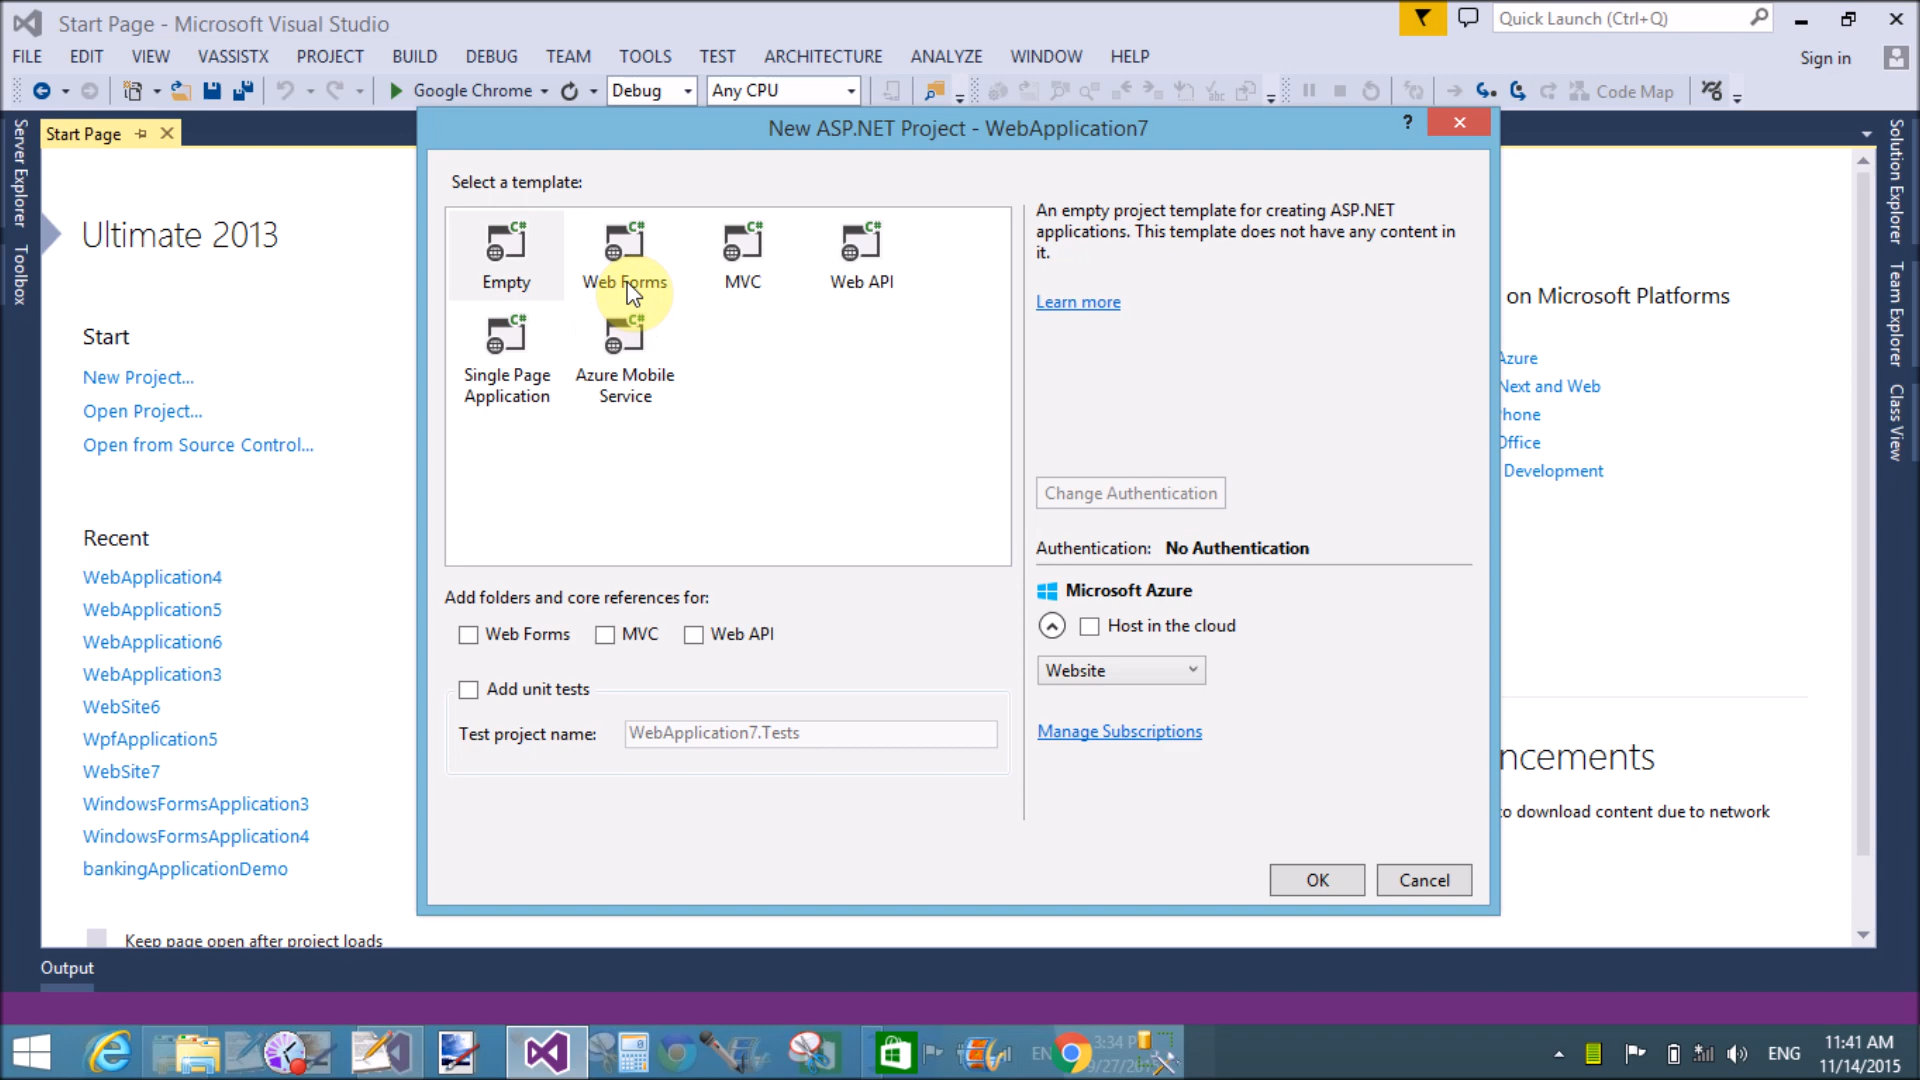 Start Page - Microsoft Visual Studio
Quick Launch (Ctrl+Q)
FILE EDIT VIEW VASSISTX PROJECT BUILD DEBUG TEAM TOOLS TEST ARCHITECTURE ANALYZE WINDOW HELP
Sign in
Google Chrome Debug Any CPU Code Map
Start Page
Server Explorer
Toolbox
Solution Explorer
Team Explorer
Class View
Ultimate 2013
Start
New Project...
Open Project...
Open from Source Control...
Recent
WebApplication4
WebApplication5
WebApplication6
WebApplication3
WebSite6
WpfApplication5
WebSite7
WindowsFormsApplication3
WindowsFormsApplication4
bankingApplicationDemo
Keep page open after project loads
New ASP.NET Project - WebApplication7
?
Select a template:
C# C# C# C#
Empty Web Forms MVC Web API
C# C#
Single Page Application
Azure Mobile Service
Add folders and core references for:
Web Forms MVC Web API
Add unit tests
Test project name: WebApplication7.Tests
An empty project template for creating ASP.NET
applications. This template does not have any content in
it.
Learn more
Change Authentication
Authentication: No Authentication
Microsoft Azure
Host in the cloud
Website
Manage Subscriptions
OK Cancel
on Microsoft Platforms
Azure
Next and Web
hone
Office
Development
ncements
to download content due to network
Output
EN 3:34 P
ENG
11:41 AM
11/14/2015